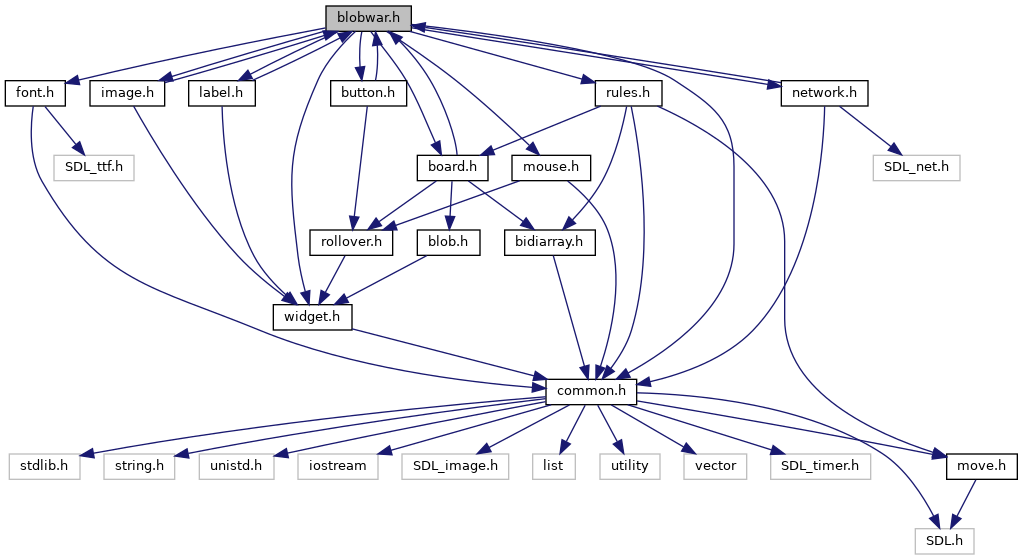 blobwar.h
font.h
image.h
label.h
button.h
rules.h
network.h
SDL_ttf.h
board.h
mouse.h
SDL_net.h
rollover.h
blob.h
bidiarray.h
widget.h
common.h
stdlib.h
string.h
unistd.h
iostream
SDL_image.h
list
utility
vector
SDL_timer.h
move.h
SDL.h